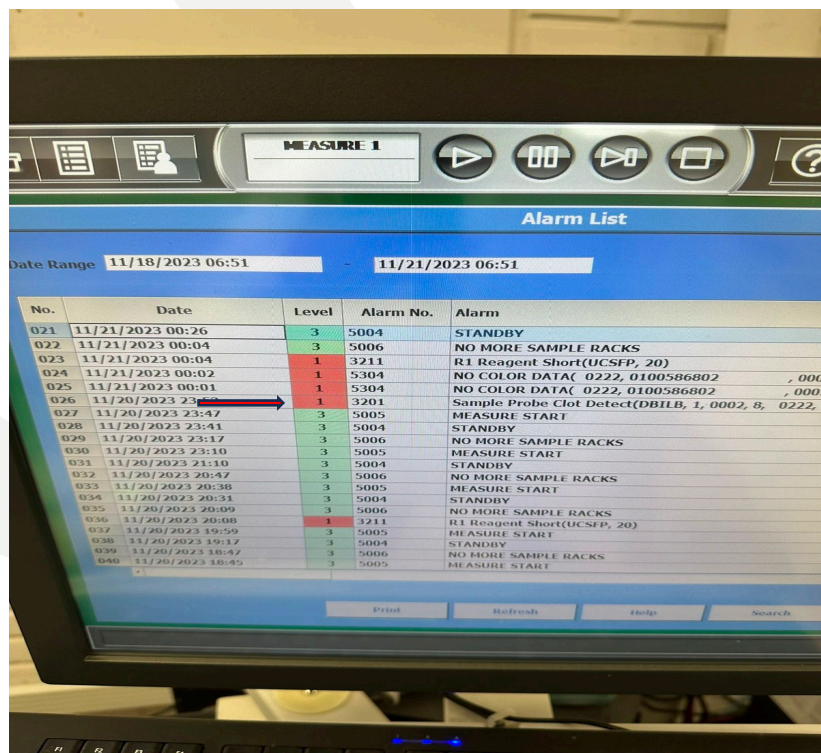 MEASURE 1
Alarm List
Date Range 11/18/2023 06:51 - 11/21/2023 06:51
No. Date Level Alarm No. Alarm
021 11/21/2023 00:26 3 5004 STANDBY
022 11/21/2023 00:04 3 5006 NO MORE SAMPLE RACKS
023 11/21/2023 00:04 1 3211 R1 Reagent Short(UCSFP, 20)
024 11/21/2023 00:02 1 5304 NO COLOR DATA( 0222, 0100586802 , 000
025 11/21/2023 00:01 1 5304 NO COLOR DATA( 0222, 0100586802 , 000
026 11/20/2023 1 3201 Sample Probe Clot Detect(DBILB, 1, 0002, 8, 0222,
027 11/20/2023 23:47 3 5005 MEASURE START
028 11/20/2023 23:41 3 5004 STANDBY
029 11/20/2023 23:17 3 5006 NO MORE SAMPLE RACKS
030 11/20/2023 23:10 3 5005 MEASURE START
031 11/20/2023 21:10 3 5004 STANDBY
032 11/20/2023 20:47 3 5006 NO MORE SAMPLE RACKS
033 11/20/2023 20:38 3 5005 MEASURE START
034 11/20/2023 20:31 3 5004 STANDBY
035 11/20/2023 20:09 3 5006 NO MORE SAMPLE RACKS
036 11/20/2023 20:08 1 3211 R1 Reagent Short(UCSFP, 20)
037 11/20/2023 19:59 3 5005 MEASURE START
038 11/20/2023 19:17 3 5004 STANDBY
039 11/20/2023 18:47 3 5006 NO MORE SAMPLE RACKS
040 11/20/2023 18:45 3 5005 MEASURE START
Print Refresh Help Search